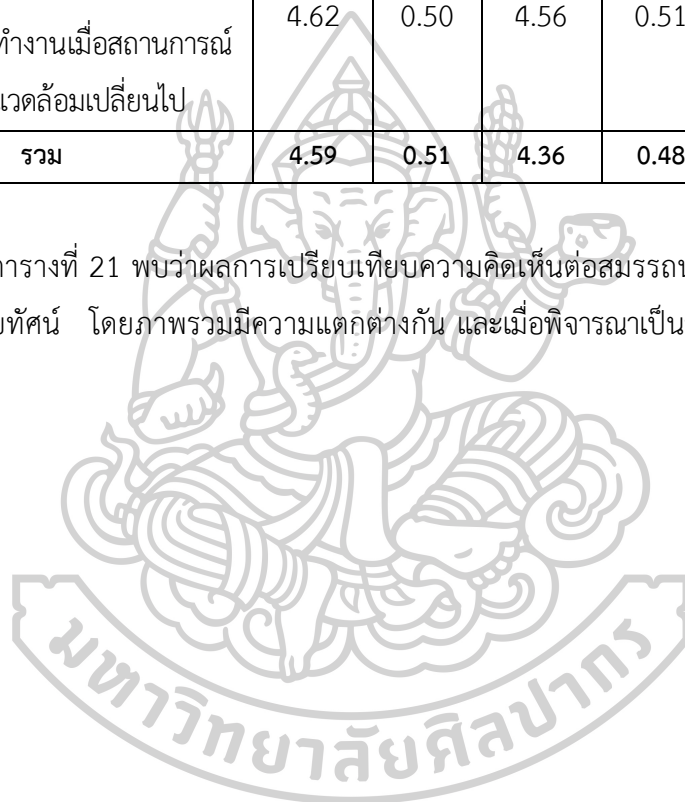 4.62 0.50 4.56 0.51
ทำงานเมื่อสถานการณ์
แวดล้อมเปลี่ยนไป
รวม 4.59 0.51 4.36 0.48
ตารางที่ 21 พบว่าผลการเปรียบเทียบความคิดเห็นต่อสมรรถน
ยทัศน์ โดยภาพรวมมีความแตกต่างกัน และเมื่อพิจารณาเป็น
มหาวิทยาลัยศิลปากร